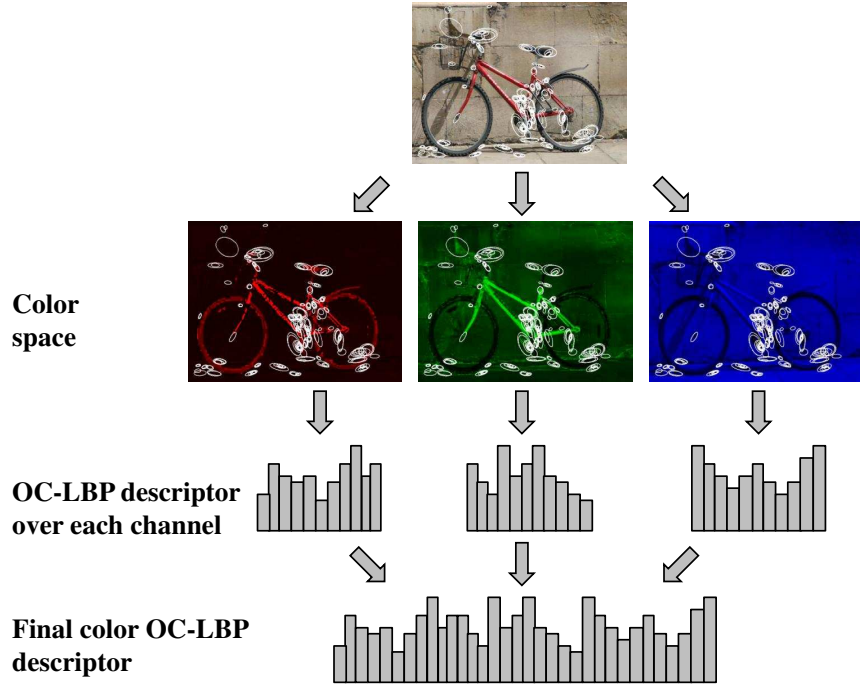 Color
space
OC-LBP descriptor
over each channel
Final color OC-LBP
descriptor